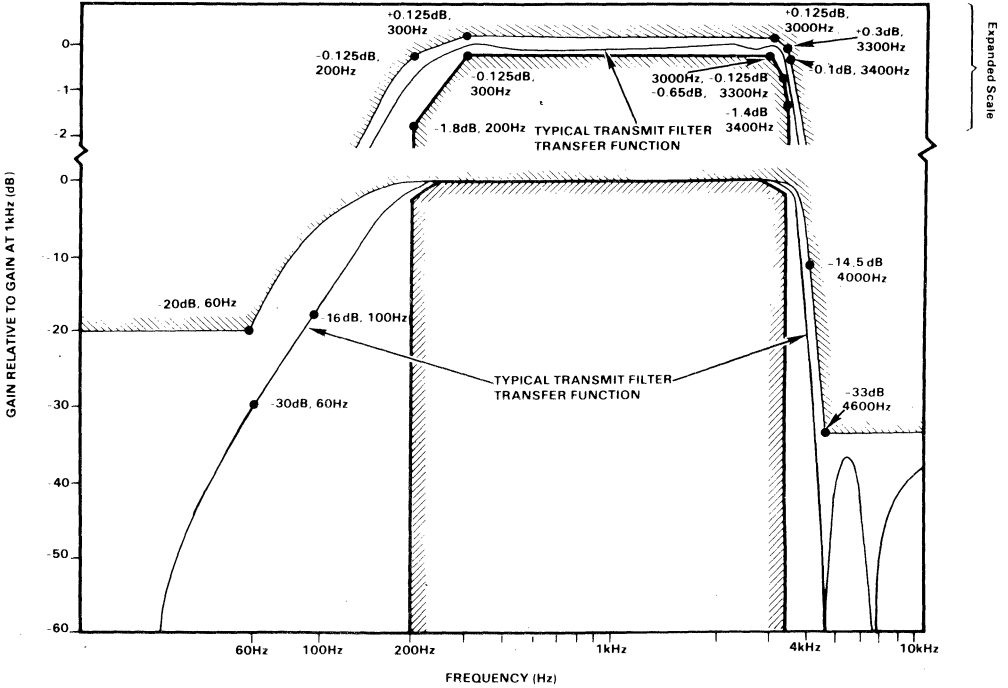 +0.125dB,
300Hz
+0.125dB,
3000Hz
+0.3dB,
3300Hz
-0.125dB,
200Hz
-0.1dB, 3400Hz
-0.125dB,
300Hz
3000Hz, -0.125dB
-0.65dB, 3300Hz
-1.4dB
3400Hz
-1.8dB, 200Hz
TYPICAL TRANSMIT FILTER
TRANSFER FUNCTION
Expanded Scale
0
-1
-2
GAIN RELATIVE TO GAIN AT 1kHz (dB)
0
-10
-20
-30
-40
-50
-60
-20dB, 60Hz
-16dB, 100Hz
-30dB, 60Hz
-14.5dB
4000Hz
TYPICAL TRANSMIT FILTER
TRANSFER FUNCTION
-33dB
4600Hz
60Hz 100Hz 200Hz 1kHz 4kHz 10kHz
FREQUENCY (Hz)